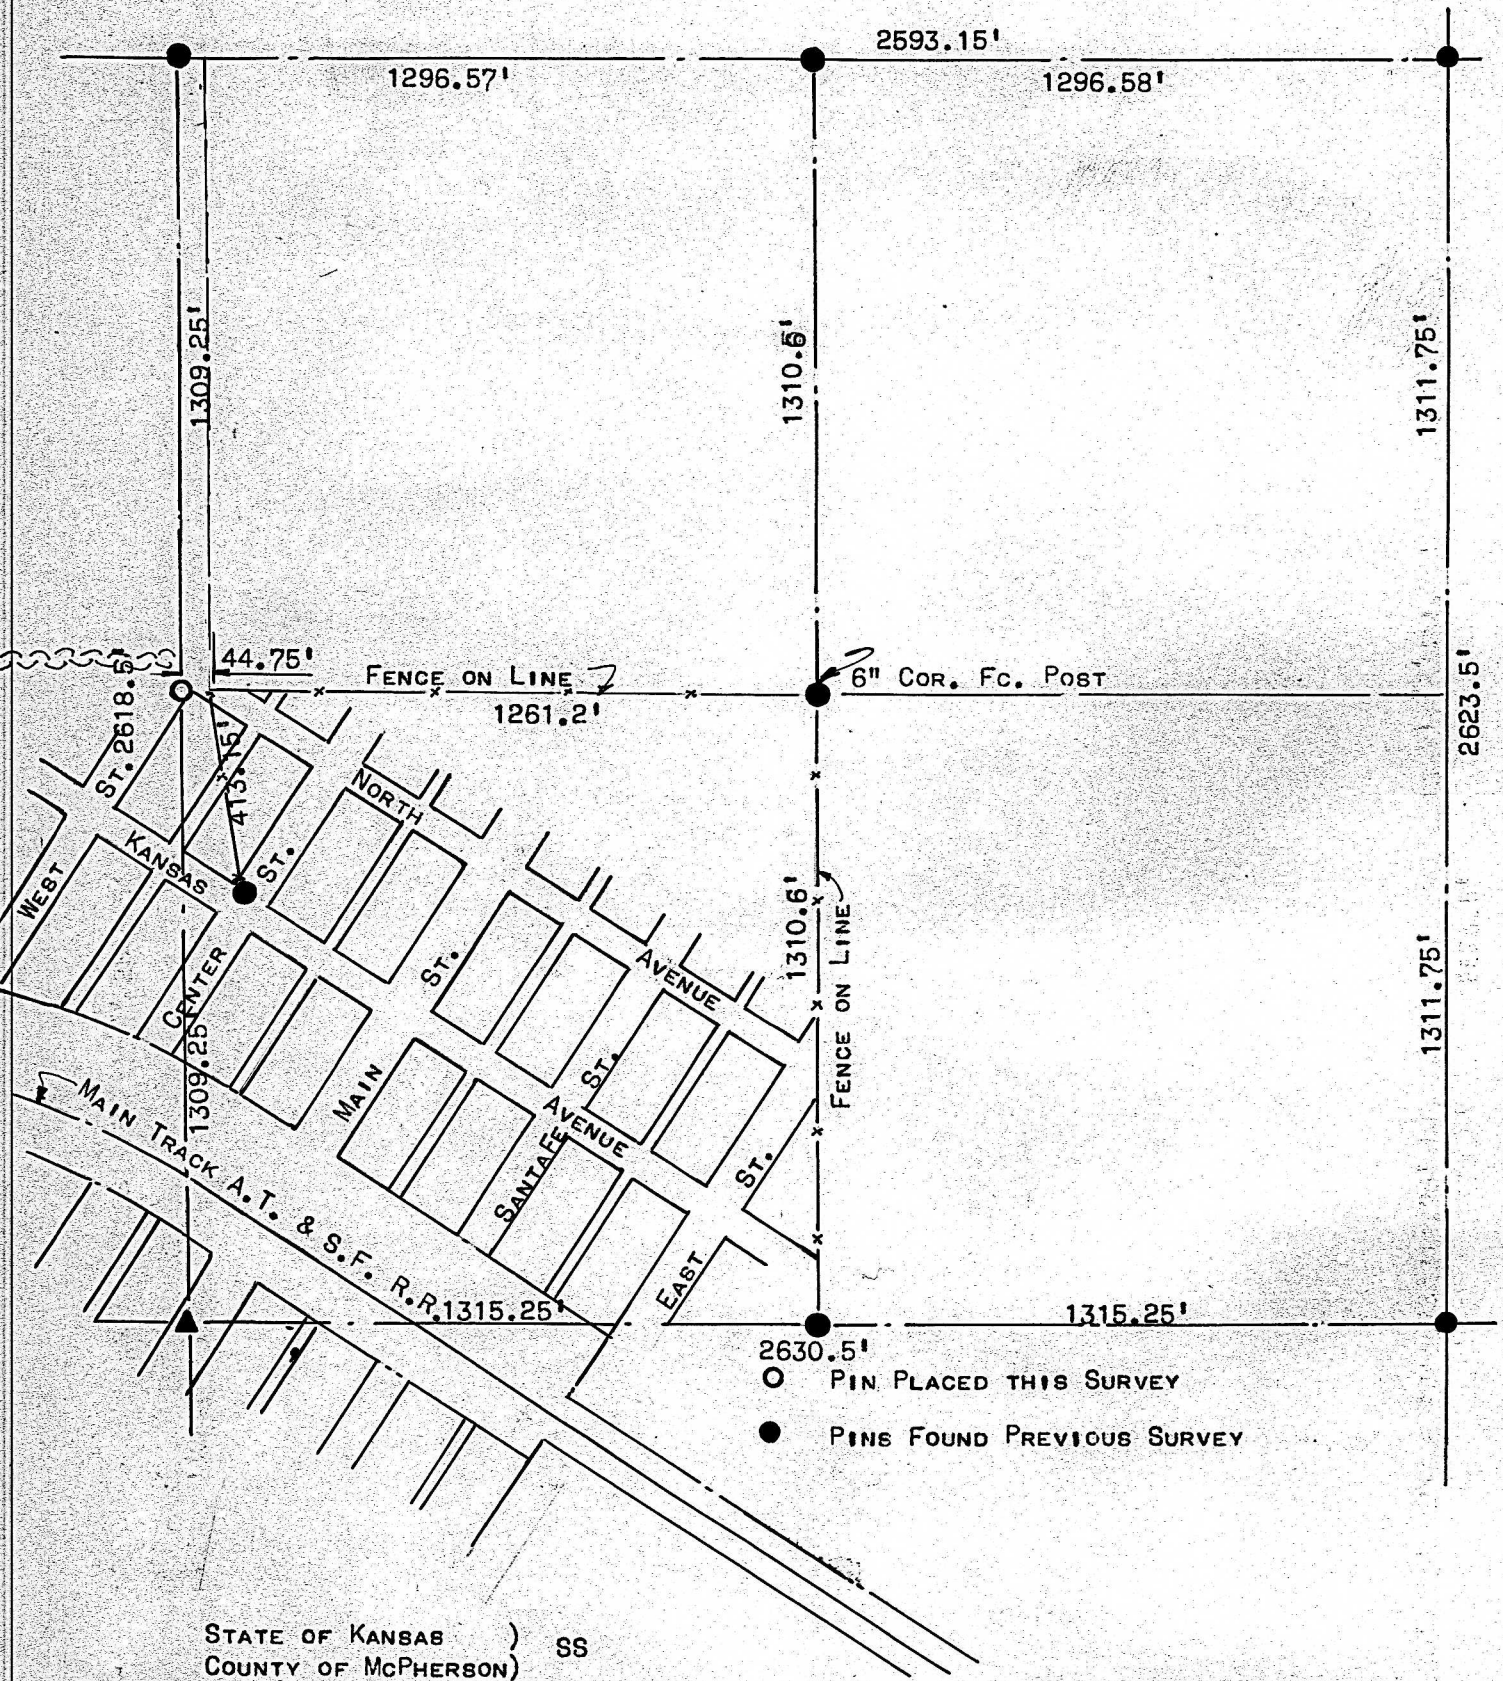 2593.15'
1296.57'
1296.58'
1309.25'
1311.75'
44.75'
FENCE ON LINE
6" COR. FC. POST
1261.2'
2618.5'
2623.5'
415.15'
ST.
NORTH
KANSAS
ST.
WEST
ST.
AVENUE
CENTER
1310.6'
FENCE ON LINE
1311.75'
ST.
1309.25'
MAIN
AVENUE
MAIN TRACK A.T. & S.F. R.R.
SANTAFE
ST.
EAST
1315.25'
1315.25'
2630.5'
PIN PLACED THIS SURVEY
PINS FOUND PREVIOUS SURVEY
STATE OF KANSAS ) SS
COUNTY OF MCPHERSON)